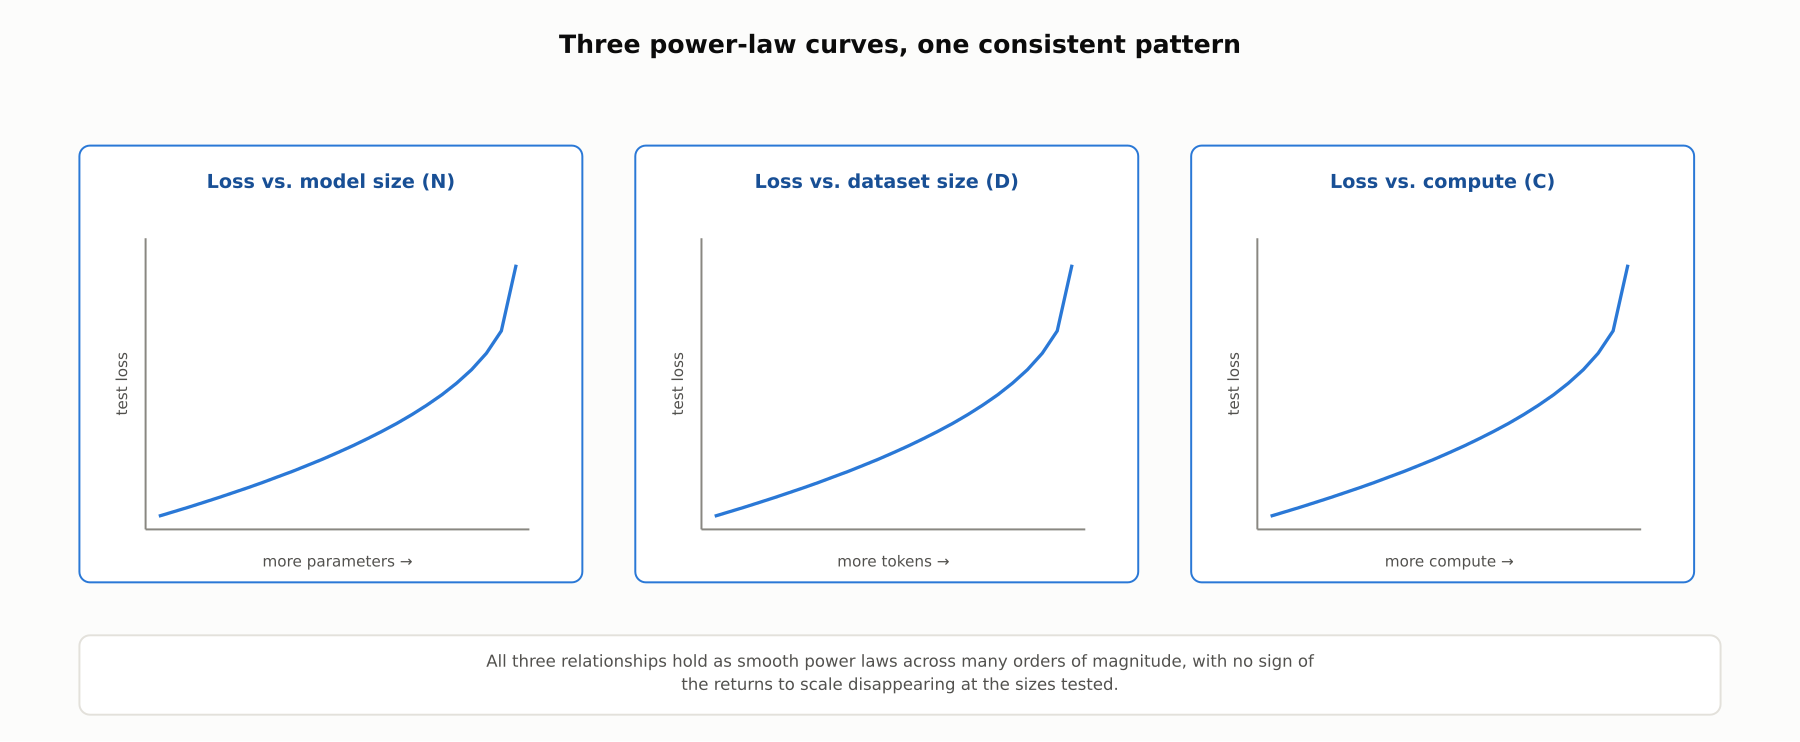 Three power-law curves, one consistent pattern
Loss vs. model size (N)
test loss
more parameters →
Loss vs. dataset size (D)
test loss
more tokens →
Loss vs. compute (C)
test loss
more compute →
All three relationships hold as smooth power laws across many orders of magnitude, with no sign of
the returns to scale disappearing at the sizes tested.